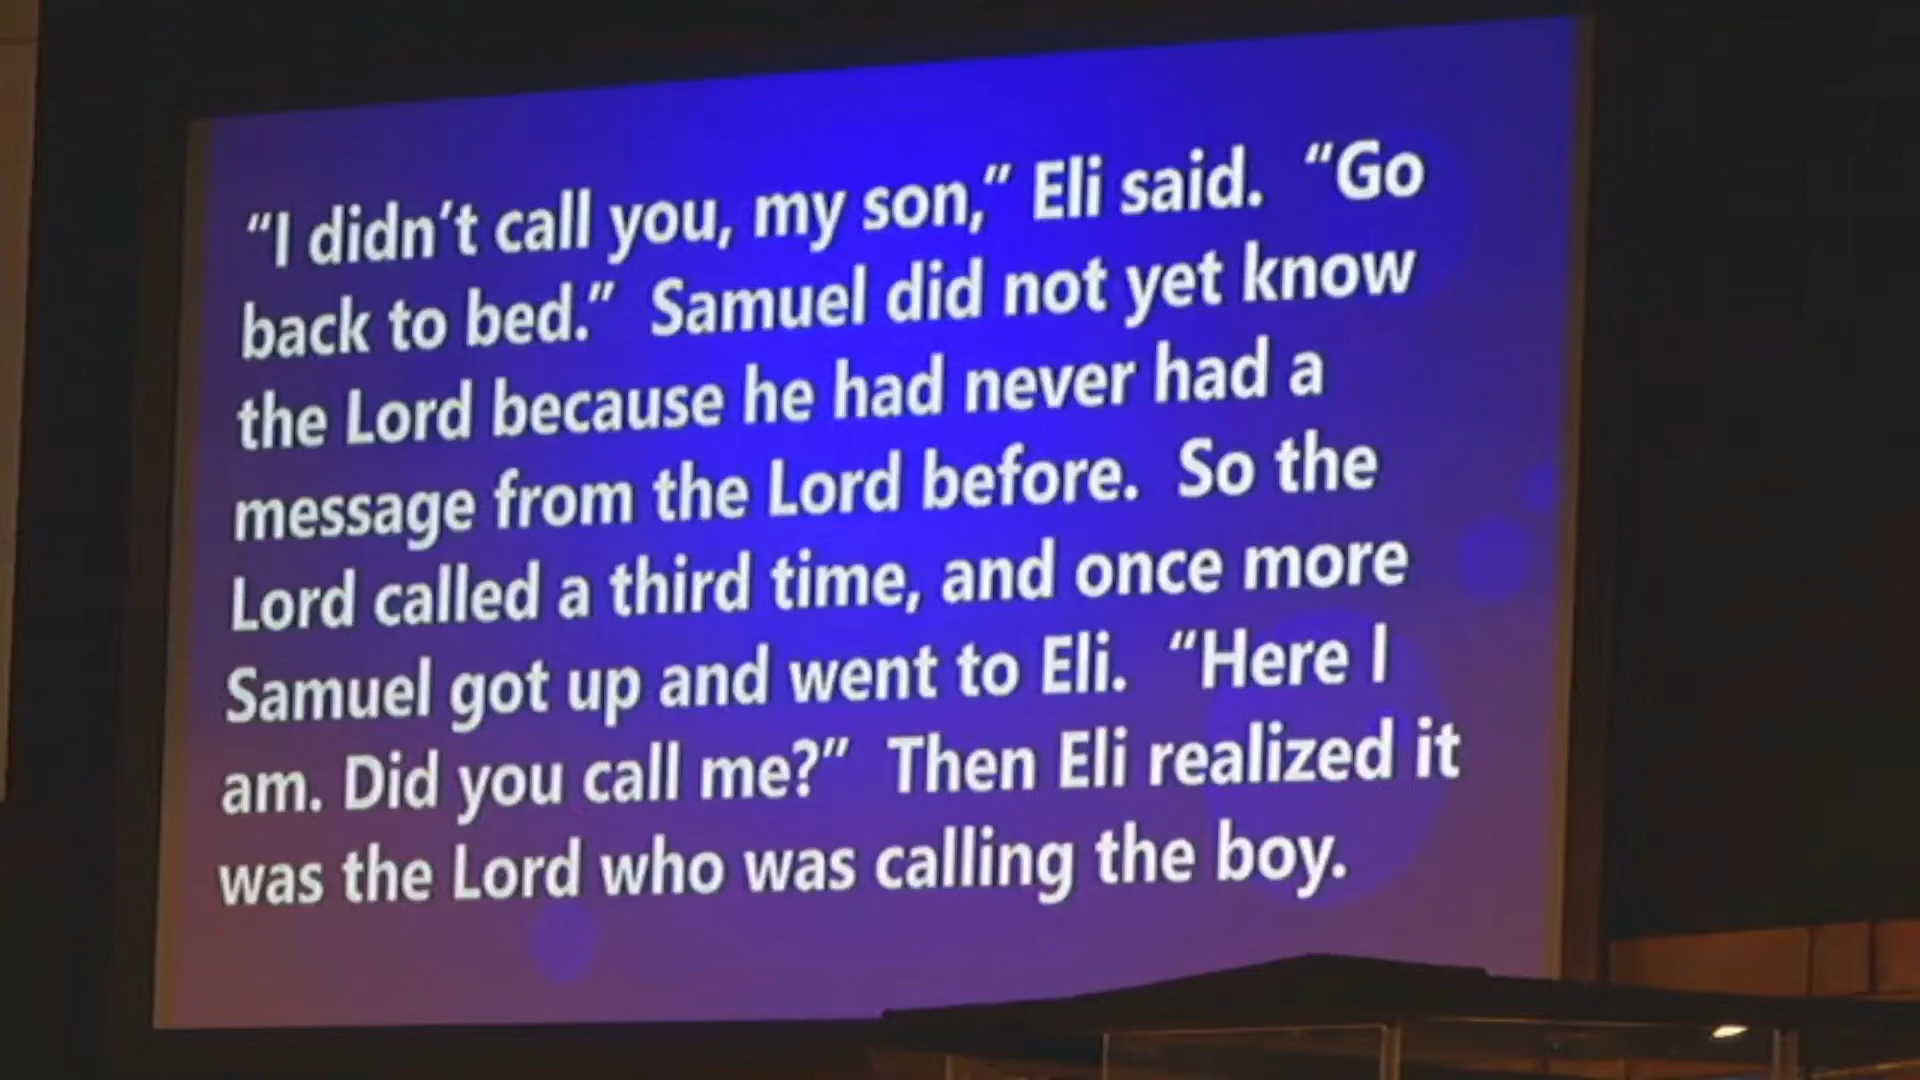 “I didn’t call you, my son,” Eli said.  “Go
back to bed.”  Samuel did not yet know
the Lord because he had never had a
message from the Lord before.  So the
Lord called a third time, and once more
Samuel got up and went to Eli.  “Here I
am. Did you call me?”  Then Eli realized it
was the Lord who was calling the boy.